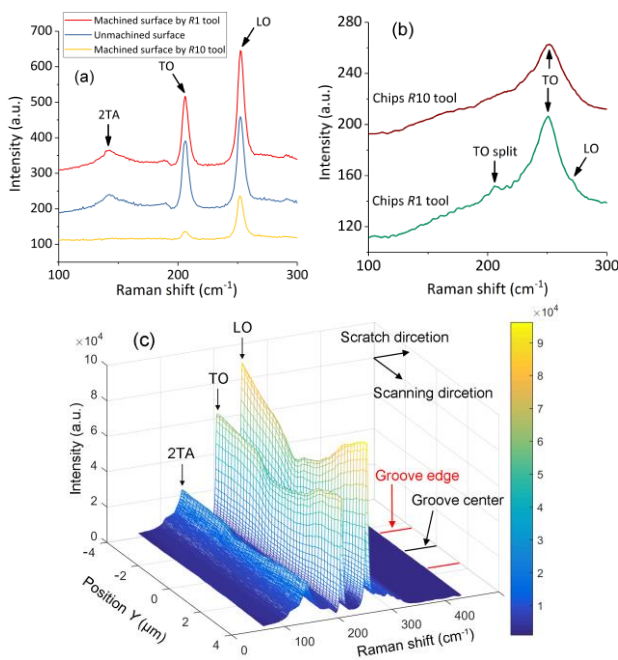 Machined surface by R1 tool
Unmachined surface
Machined surface by R10 tool
(a)
LO
TO
2TA
700
600
500
400
300
200
100
Intensity (a.u.)
100
200
300
Raman shift (cm⁻¹)
(b)
Chips R10 tool
TO
TO split
LO
Chips R1 tool
280
240
200
160
120
Intensity (a.u.)
100
200
300
Raman shift (cm⁻¹)
(c)
LO
TO
2TA
Scratch dircetion
Scanning dircetion
Groove edge
Groove center
×10⁴
10
8
6
4
2
0
Intensity (a.u.)
-4
-2
0
2
4
Position Y (μm)
0
100
200
300
400
Raman shift (cm⁻¹)
×10⁴
9
8
7
6
5
4
3
2
1